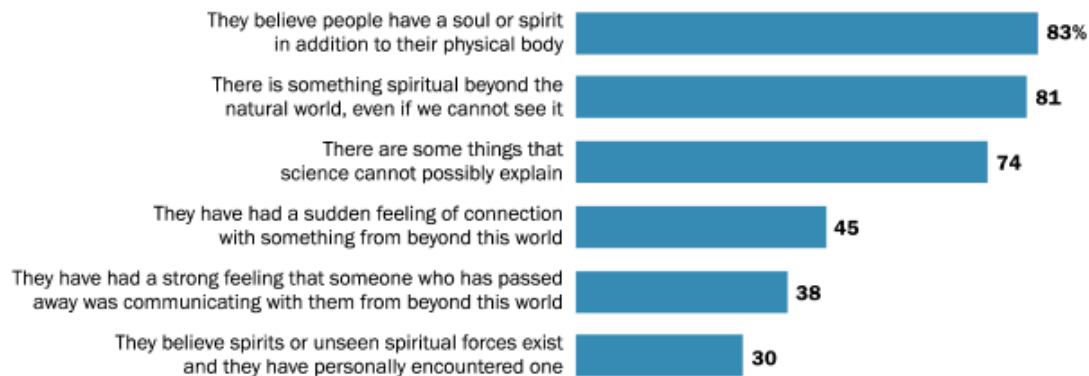 They believe people have a soul or spirit
in addition to their physical body
83%
There is something spiritual beyond the
natural world, even if we cannot see it
81
There are some things that
science cannot possibly explain
74
They have had a sudden feeling of connection
with something from beyond this world
45
They have had a strong feeling that someone who has passed
away was communicating with them from beyond this world
38
They believe spirits or unseen spiritual forces exist
and they have personally encountered one
30